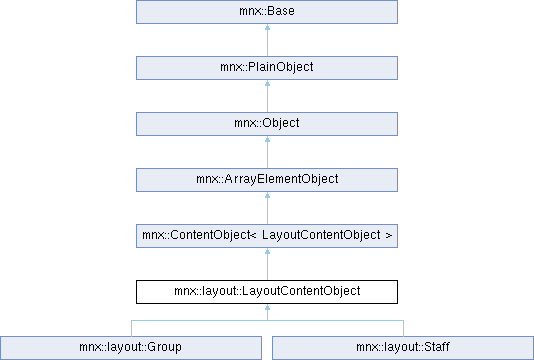 mnx::Base
mnx::PlainObject
mnx::Object
mnx::ArrayElementObject
mnx::ContentObject< LayoutContentObject >
mnx::layout::LayoutContentObject
mnx::layout::Group
mnx::layout::Staff